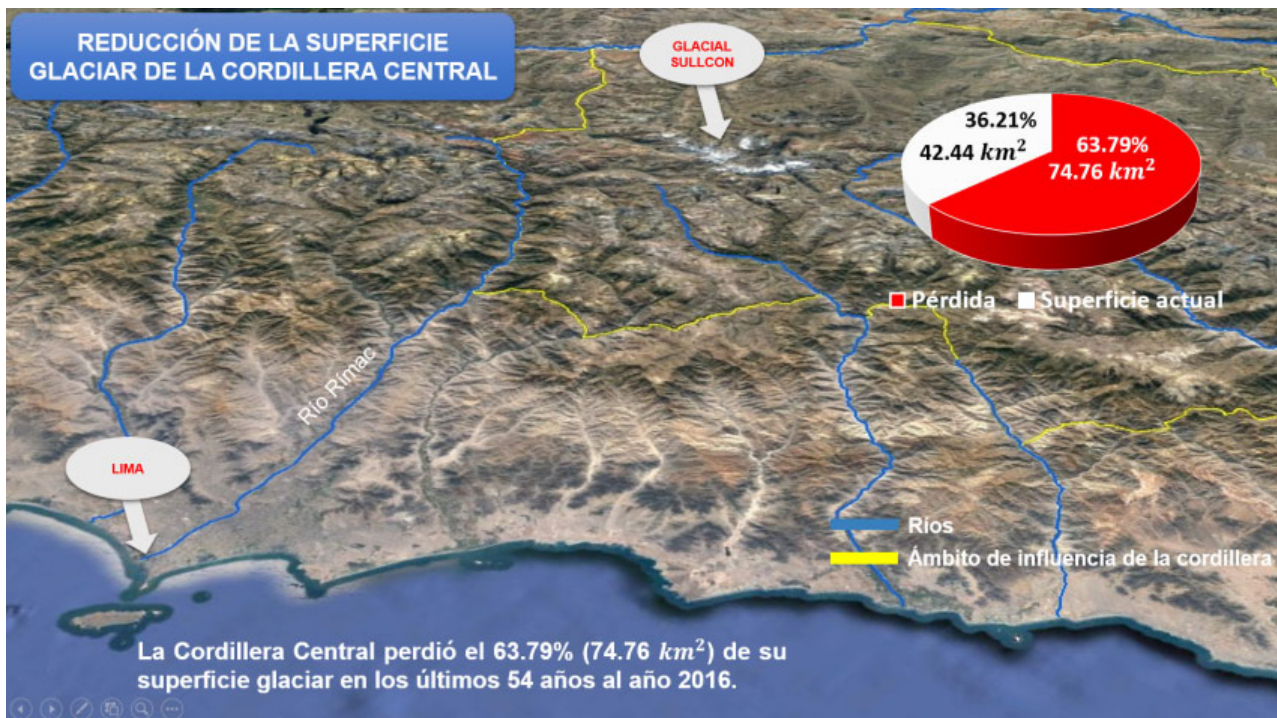 REDUCCIÓN DE LA SUPERFICIE
GLACIAR DE LA CORDILLERA CENTRAL
GLACIAL
SULLCON
36.21%
42.44 km²
63.79%
74.76 km²
Pérdida
Superficie actual
Río Rímac
LIMA
Ríos
Ámbito de influencia de la cordillera
La Cordillera Central perdió el 63.79% (74.76 km²) de su
superficie glaciar en los últimos 54 años al año 2016.